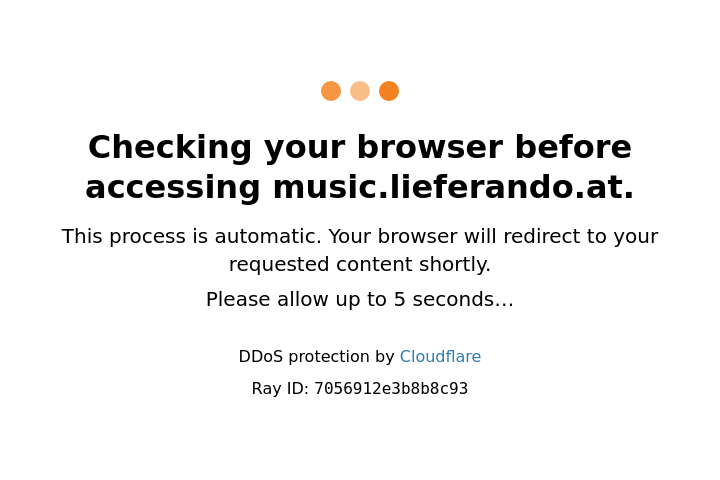 Checking your browser before
accessing music.lieferando.at.
This process is automatic. Your browser will redirect to your
requested content shortly.
Please allow up to 5 seconds…
DDoS protection by Cloudflare
Ray ID: 7056912e3b8b8c93